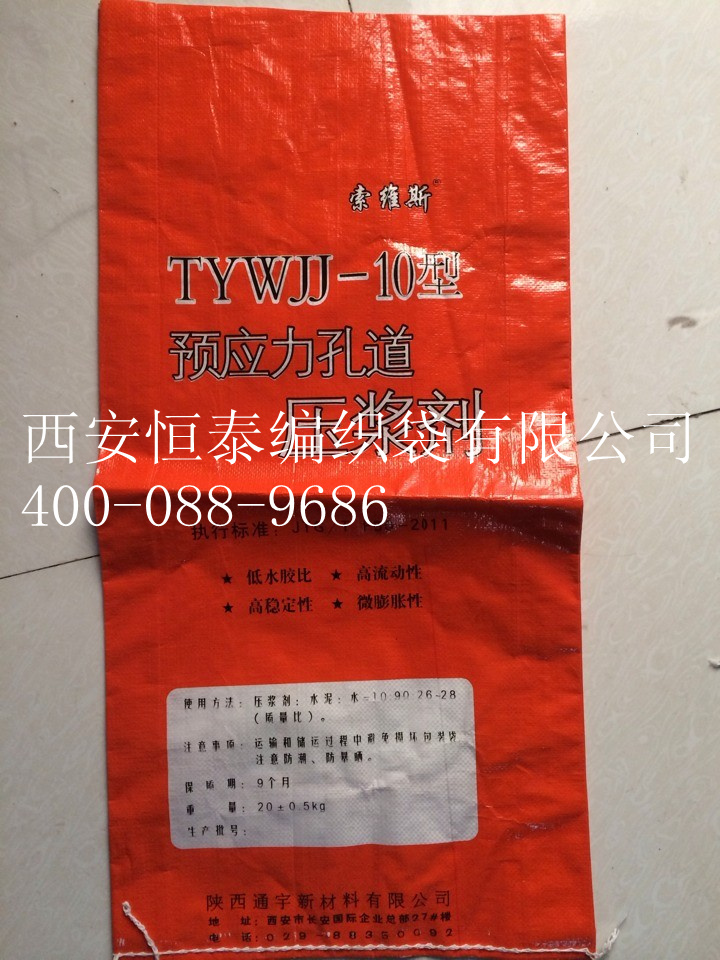 索维斯®
TYWJJ-10型
预应力孔道
压浆剂
西安恒泰编织袋有限公司
400-088-9686
执行标准：-2011
★ 低水胶比 ★ 高流动性
★ 高稳定性 ★ 微膨胀性
使用方法：压浆剂：水泥：水=10:90:26~28
（质量比）。
注意事项：运输和储运过程中避免损坏包装袋
注意防潮、防暴晒。
保质期：9个月
重量：20±0.5kg
生产批号：
陕西通宇新材料有限公司
地址：西安市长安国际企业总部27#楼
电话：029-88350092